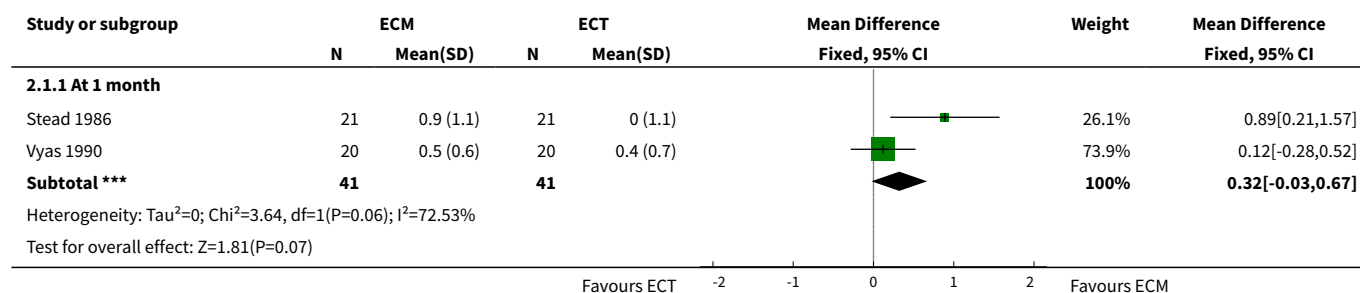 Study or subgroup ECM ECT Mean Difference Weight Mean Difference
N Mean(SD) N Mean(SD) Fixed, 95% CI Fixed, 95% CI
2.1.1 At 1 month
Stead 1986 21 0.9 (1.1) 21 0 (1.1) 26.1% 0.89[0.21,1.57]
Vyas 1990 20 0.5 (0.6) 20 0.4 (0.7) 73.9% 0.12[-0.28,0.52]
Subtotal *** 41 41 100% 0.32[-0.03,0.67]
Heterogeneity: Tau²=0; Chi²=3.64, df=1(P=0.06); I²=72.53%
Test for overall effect: Z=1.81(P=0.07)
Favours ECT -2 -1 0 1 2 Favours ECM